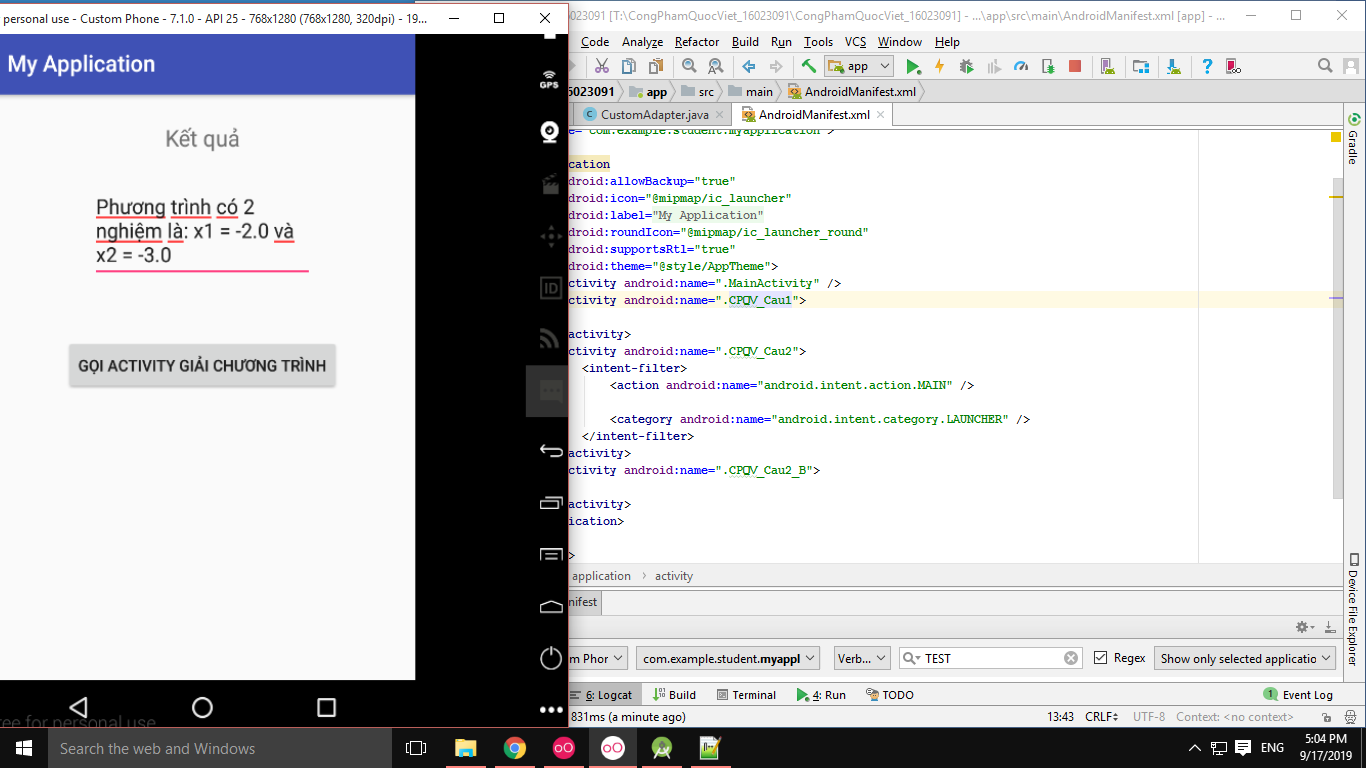 personal use - Custom Phone - 7.1.0 - API 25 - 768x1280 (768x1280, 320dpi) - 19...
My Application
Kết quả
Phương trình có 2
nghiệm là: x1 = -2.0 và
x2 = -3.0
GỌI ACTIVITY GIẢI CHƯƠNG TRÌNH
GPS
ID
ree for personal use
6023091 [T:\CongPhamQuocViet_16023091\CongPhamQuocViet_16023091] - ...\app\src\main\AndroidManifest.xml [app] - ...
Code Analyze Refactor Build Run Tools VCS Window Help
app
6023091 app src main AndroidManifest.xml
CustomAdapter.java AndroidManifest.xml
e="com.example.student.myapplication">
cation
droid:allowBackup="true"
droid:icon="@mipmap/ic_launcher"
droid:label="My Application"
droid:roundIcon="@mipmap/ic_launcher_round"
droid:supportsRtl="true"
droid:theme="@style/AppTheme">
ctivity android:name=".MainActivity" />
ctivity android:name=".CPQV_Cau1">
activity>
ctivity android:name=".CPQV_Cau2">
<intent-filter>
<action android:name="android.intent.action.MAIN" />
<category android:name="android.intent.category.LAUNCHER" />
</intent-filter>
activity>
ctivity android:name=".CPQV_Cau2_B">
activity>
ication>
>
application › activity
nifest
m Phor com.example.student.myappl Verb... TEST Regex Show only selected applicatio
6: Logcat Build Terminal 4: Run TODO 1 Event Log
831ms (a minute ago) 13:43 CRLF UTF-8 Context: <no context>
Gradle
Device File Explorer
Search the web and Windows
ENG
5:04 PM
9/17/2019